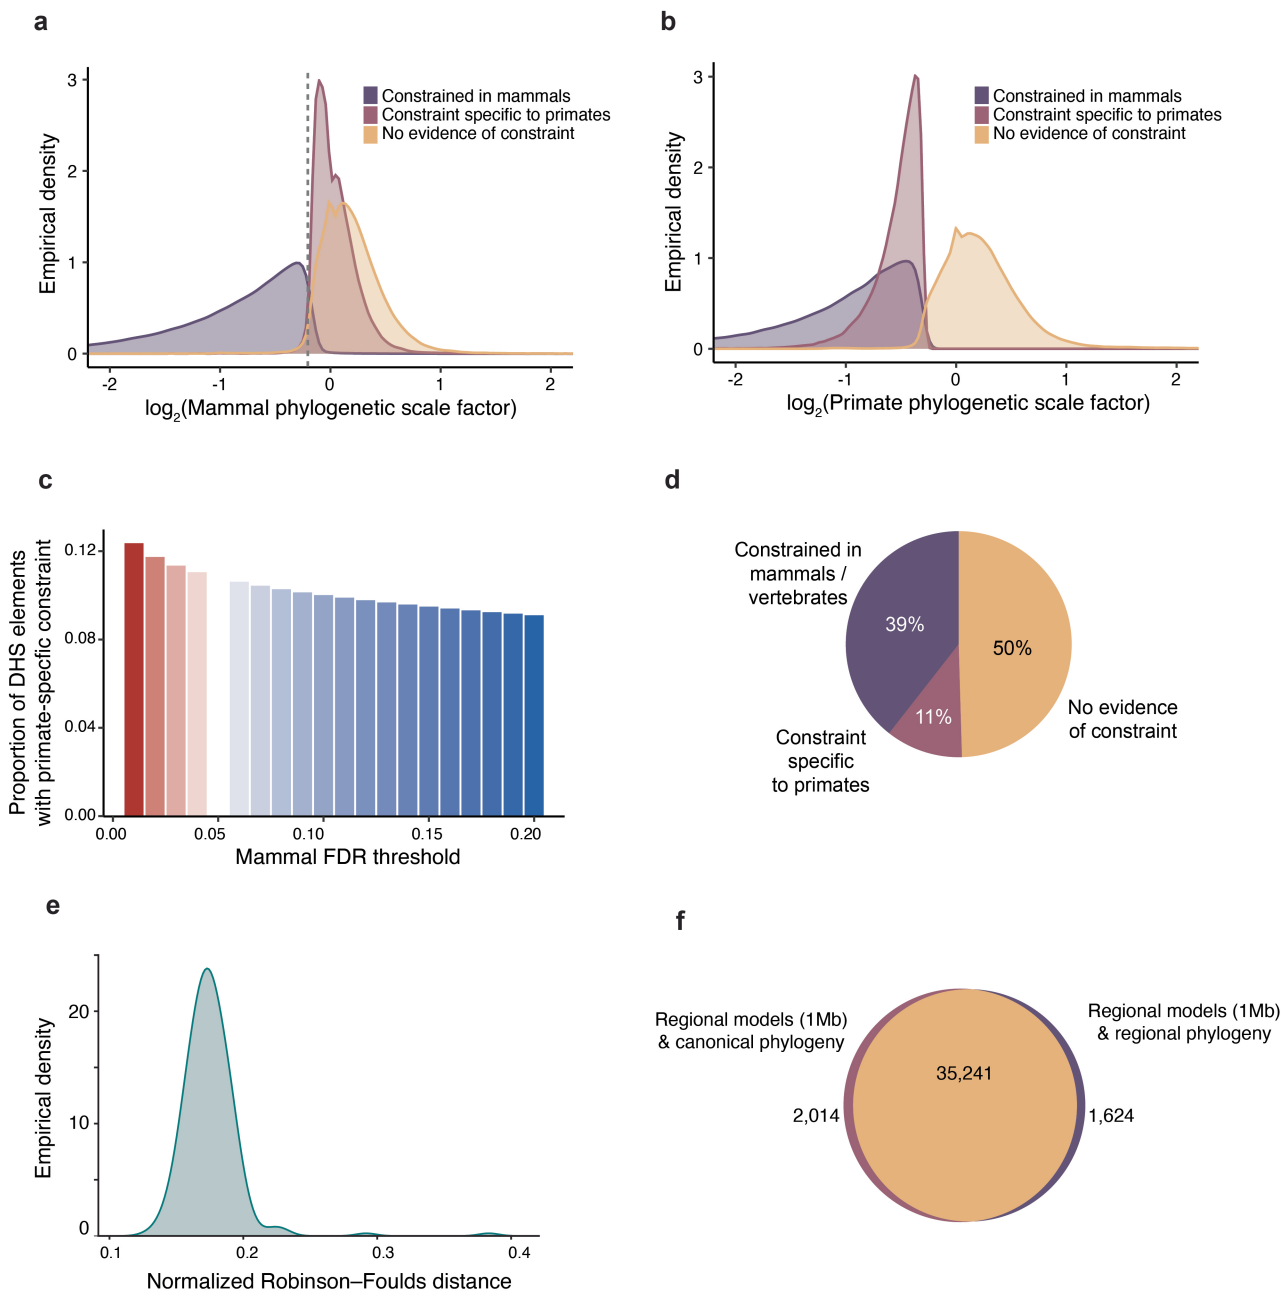 a
3
2
1
0
-2
-1
0
1
2
Empirical density
log2(Mammal phylogenetic scale factor)
Constrained in mammals
Constraint specific to primates
No evidence of constraint
b
3
2
1
0
-2
-1
0
1
2
Empirical density
log2(Primate phylogenetic scale factor)
Constrained in mammals
Constraint specific to primates
No evidence of constraint
c
Proportion of DHS elements
with primate-specfic constraint
0.12
0.08
0.04
0.00
0.00
0.05
0.10
0.15
0.20
Mammal FDR threshold
d
Constrained in
mammals /
vertebrates
39%
50%
11%
No evidence
of constraint
Constraint
specific
to primates
e
Empirical density
20
10
0
0.1
0.2
0.3
0.4
Normalized Robinson–Foulds distance
f
Regional models (1Mb)
& canonical phylogeny
Regional models (1Mb)
& regional phylogeny
35,241
2,014
1,624